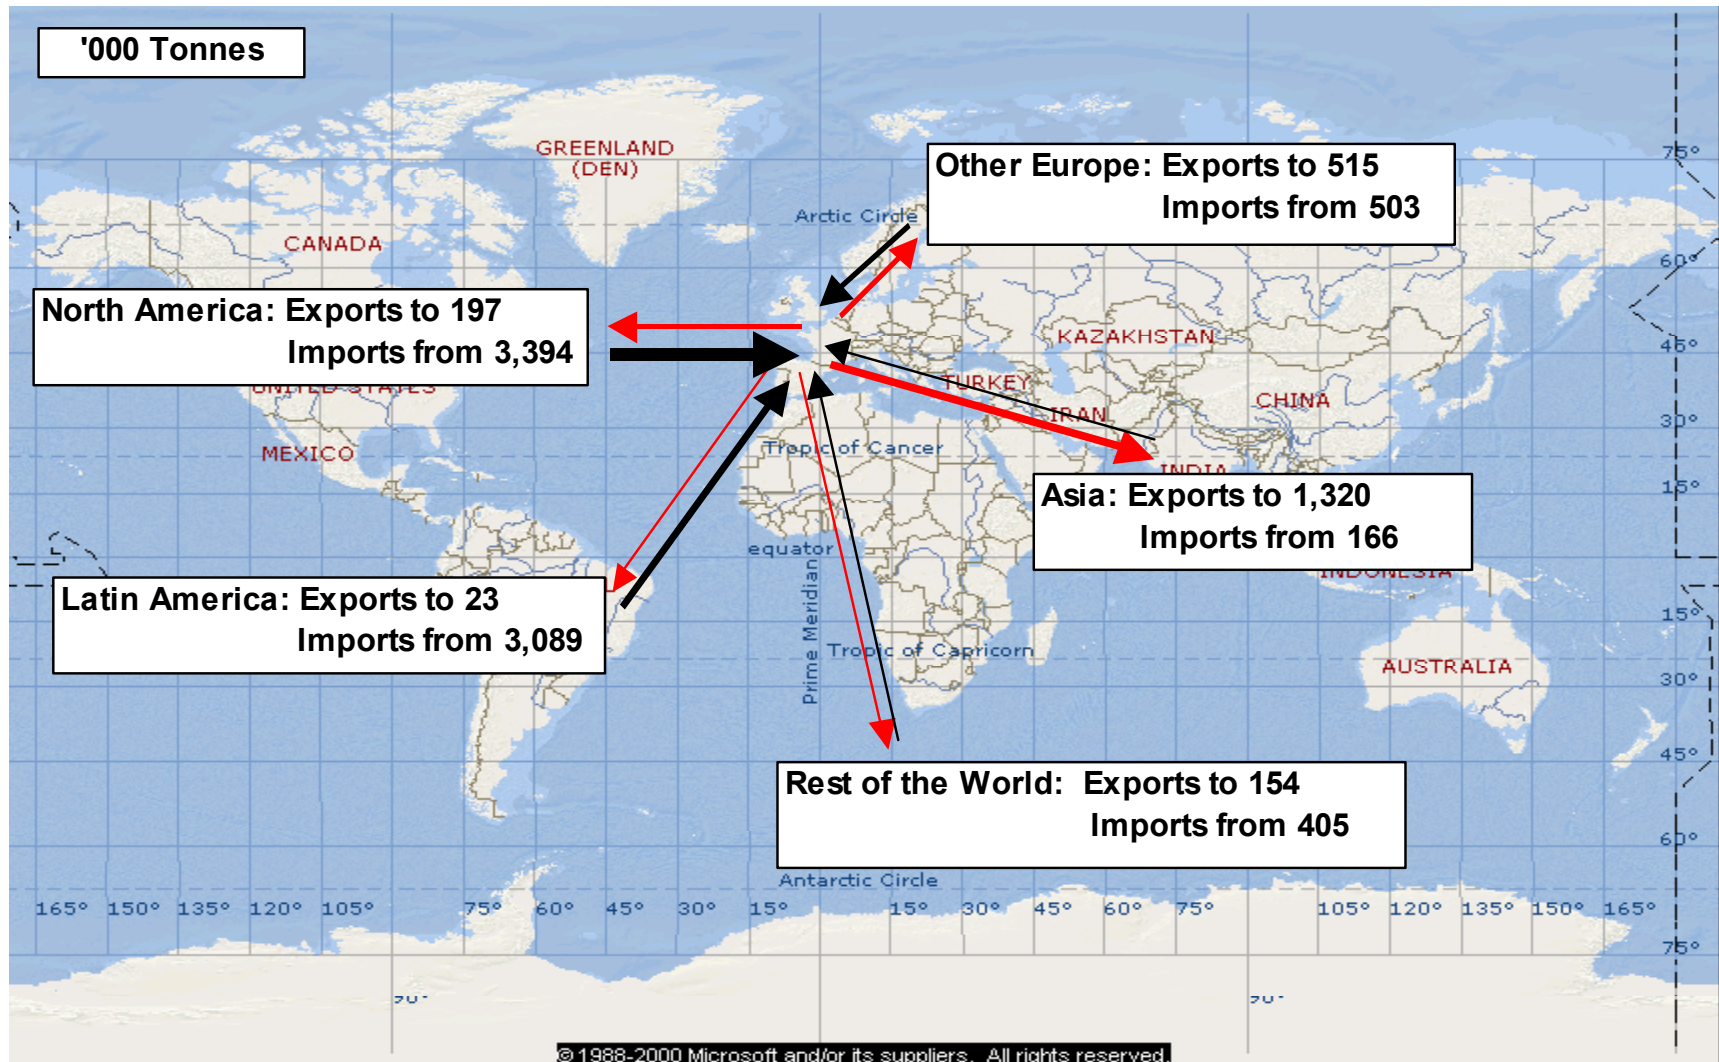 '000 Tonnes
GREENLAND
(DEN)
Other Europe: Exports to 515
Imports from 503
75°
Arctic Circle
CANADA
60°
North America: Exports to 197
Imports from 3,394
KAZAKHSTAN
45°
UNITED STATES
TURKEY
IRAN
CHINA
30°
MEXICO
Tropic of Cancer
INDIA
Asia: Exports to 1,320
Imports from 166
15°
equator
INDONESIA
Latin America: Exports to 23
Imports from 3,089
Prime Meridian
15°
Tropic of Capricorn
AUSTRALIA
30°
45°
Rest of the World: Exports to 154
Imports from 405
60°
Antarctic Circle
165° 150° 135° 120° 105° 75° 60° 45° 30° 15° 15° 30° 45° 60° 75° 105° 120° 135° 150° 165°
75°
90° 90°
© 1988-2000 Microsoft and/or its suppliers. All rights reserved.